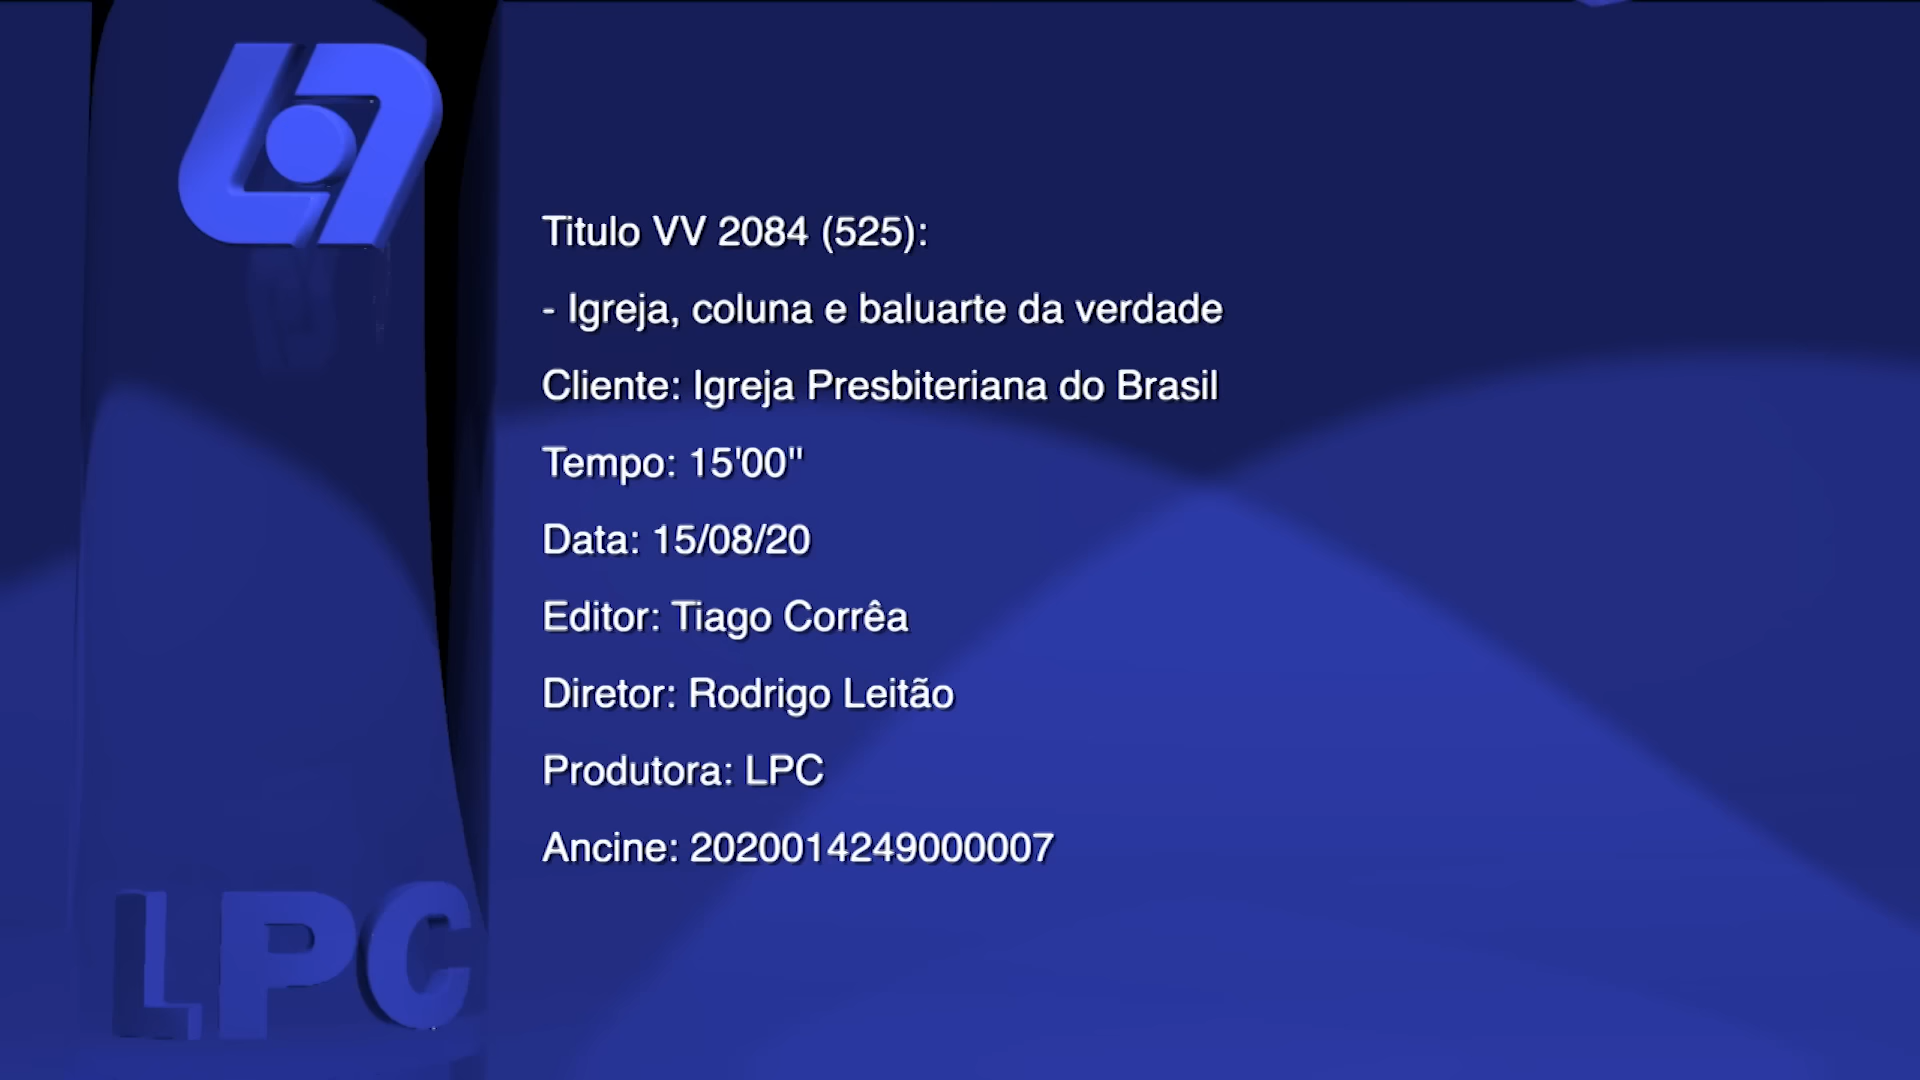 Titulo VV 2084 (525):
- Igreja, coluna e baluarte da verdade
Cliente: Igreja Presbiteriana do Brasil
Tempo: 15'00"
Data: 15/08/20
Editor: Tiago Corrêa
Diretor: Rodrigo Leitão
Produtora: LPC
Ancine: 2020014249000007
LPC